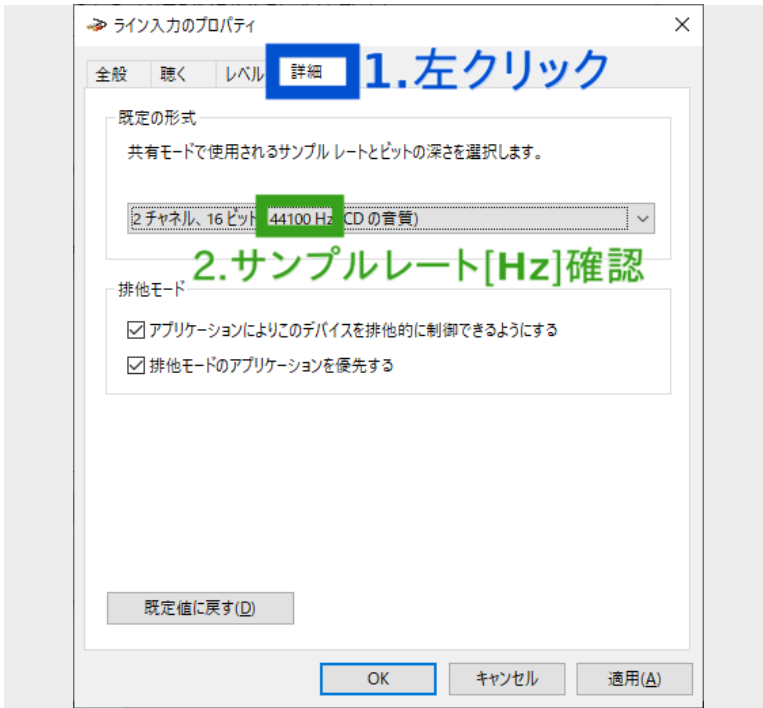 ライン入力のプロパティ
全般 聴く レベル 詳細 1.左クリック
既定の形式
共有モードで使用されるサンプル レートとビットの深さを選択します。
2 チャネル、16 ビット 44100 Hz CD の音質)
2.サンプルレート[Hz]確認
排他モード
アプリケーションによりこのデバイスを排他的に制御できるようにする
排他モードのアプリケーションを優先する
既定値に戻す(D)
OK キャンセル 適用(A)